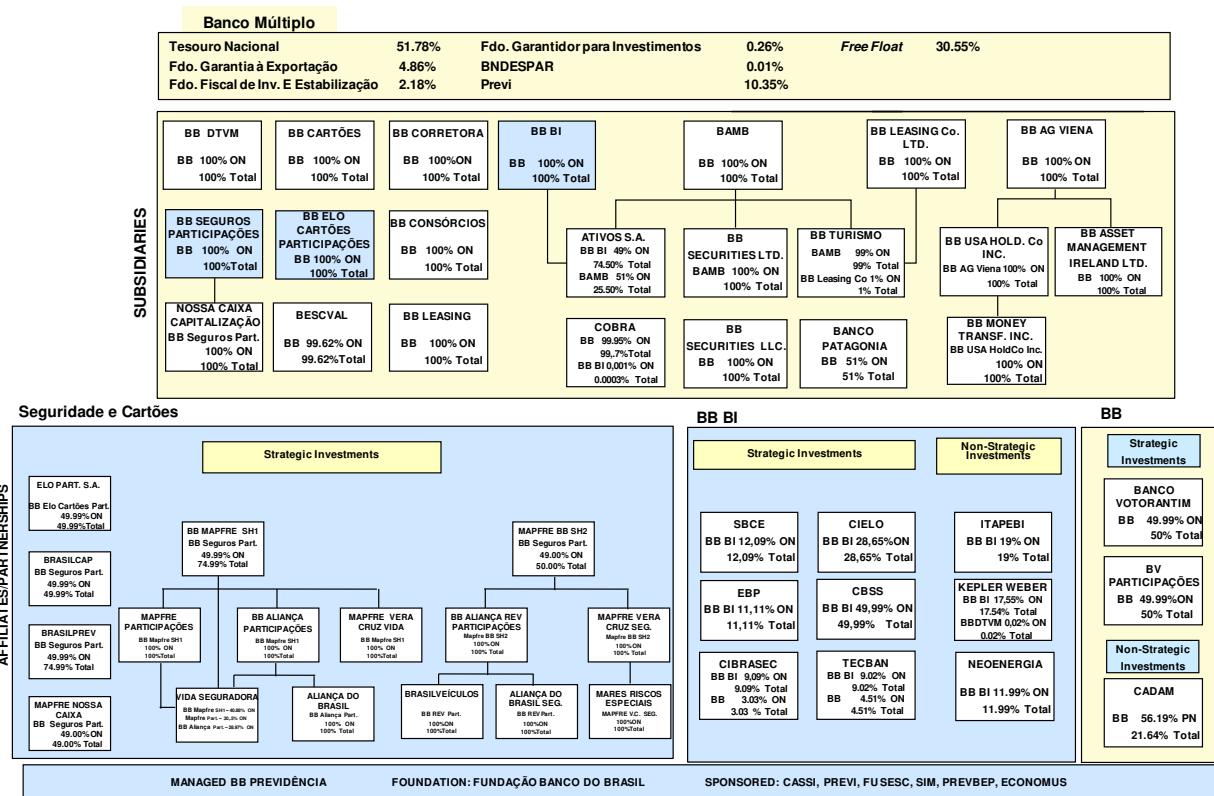 Banco Múltiplo
Tesouro Nacional 51.78% Fdo. Garantidor para Investimentos 0.26% Free Float 30.55%
Fdo. Garantia à Exportação 4.86% BNDESPAR 0.01%
Fdo. Fiscal de Inv. E Estabilização 2.18% Previ 10.35%
SUBSIDIARIES
BB DTVM
BB 100% ON
100% Total
BB CARTÕES
BB 100% ON
100% Total
BB CORRETORA
BB 100%ON
100% Total
BB BI
BB 100% ON
100% Total
BAMB
BB 100% ON
100% Total
BB LEASING Co.
LTD.
BB 100% ON
100% Total
BB AG VIENA
BB 100% ON
100% Total
BB SEGUROS
PARTICIPAÇÕES
BB 100% ON
100%Total
BB ELO
CARTÕES
PARTICIPAÇÕES
BB 100% ON
100% Total
BB CONSÓRCIOS
BB 100% ON
100% Total
ATIVOS S.A.
BB BI 49% ON
74.50% Total
BAMB 51% ON
25.50% Total
BB
SECURITIES LTD.
BAMB 100% ON
100% Total
BB TURISMO
BAMB 99% ON
99% Total
BB Leasing Co 1% ON
1% Total
BB USA HOLD. Co
INC.
BB AG Viena 100% ON
100% Total
BB ASSET
MANAGEMENT
IRELAND LTD.
BB 100% ON
100% Total
NOSSA CAIXA
CAPITALIZAÇÃO
BB Seguros Part.
100% ON
100% Total
BESCVAL
BB 99.62% ON
99.62%Total
BB LEASING
BB 100% ON
100% Total
COBRA
BB 99.95% ON
99,.7%Total
BB BI 0,001% ON
0.0003% Total
BB
SECURITIES LLC.
BB 100% ON
100% Total
BANCO
PATAGONIA
BB 51% ON
51% Total
BB MONEY
TRANSF. INC.
BB USA HoldCo Inc.
100% ON
100% Total
Seguridade e Cartões
AFFILIATES/PARTNERSHIPS
Strategic Investments
ELO PART. S.A.
BB Elo Cartões Part.
49.99%ON
49.99%Total
BRASILCAP
BB Seguros Part.
49.99% ON
49.99% Total
BRASILPREV
BB Seguros Part.
49.99% ON
74.99% Total
MAPFRE NOSSA
CAIXA
BB Seguros Part.
49.00%ON
49.00% Total
BB MAPFRE SH1
BB Seguros Part.
49.99% ON
74.99% Total
MAPFRE BB SH2
BB Seguros Part.
49.00% ON
50.00% Total
MAPFRE
PARTICIPAÇÕES
BB Mapfre SH1
100% ON
100%Total
BB ALIANÇA
PARTICIPAÇÕES
BB Mapfre SH1
100% ON
100%Total
MAPFRE VERA
CRUZ VIDA
BB Mapfre SH1
100% ON
100%Total
BB ALIANÇA REV
PARTICIPAÇÕES
Mapfre BB SH2
100%ON
100%Total
MAPFRE VERA
CRUZ SEG.
Mapfre BB SH2
100%ON
100%Total
VIDA SEGURADORA
ALIANÇA DO
BRASIL
BB Aliança Part.
100% ON
100% Total
BRASILVEÍCULOS
BB REV Part.
100%ON
100%Total
ALIANÇA DO
BRASIL SEG.
BB REV Part.
100%ON
100%Total
MARES RISCOS
ESPECIAIS
MAPFRE V.C. SEG.
100%ON
100%Total
BB BI
Strategic Investments
Non-Strategic
Investments
SBCE
BB BI 12,09% ON
12,09% Total
CIELO
BB BI 28,65%ON
28,65% Total
ITAPEBI
BB BI 19% ON
19% Total
EBP
BB BI 11,11% ON
11,11% Total
CBSS
BB BI 49,99% ON
49,99% Total
KEPLER WEBER
BB BI 17,55% ON
17.54% Total
BBDTVM 0,02% ON
0.02% Total
CIBRASEC
BB BI 9,09% ON
9.09% Total
BB 3.03% ON
3.03 % Total
TECBAN
BB BI 9.02% ON
9.02% Total
BB 4.51% ON
4.51% Total
NEOENERGIA
BB BI 11.99% ON
11.99% Total
BB
Strategic
Investments
BANCO
VOTORANTIM
BB 49.99% ON
50% Total
BV
PARTICIPAÇÕES
BB 49.99%ON
50% Total
Non-Strategic
Investments
CADAM
BB 56.19% PN
21.64% Total
MANAGED BB PREVIDÊNCIA FOUNDATION: FUNDAÇÃO BANCO DO BRASIL SPONSORED: CASSI, PREVI, FUSESC, SIM, PREVBEP, ECONOMUS